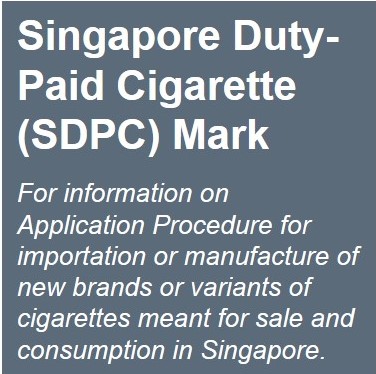 Singapore Duty-
Paid Cigarette
(SDPC) Mark
For information on
Application Procedure for
importation or manufacture of
new brands or variants of
cigarettes meant for sale and
consumption in Singapore.